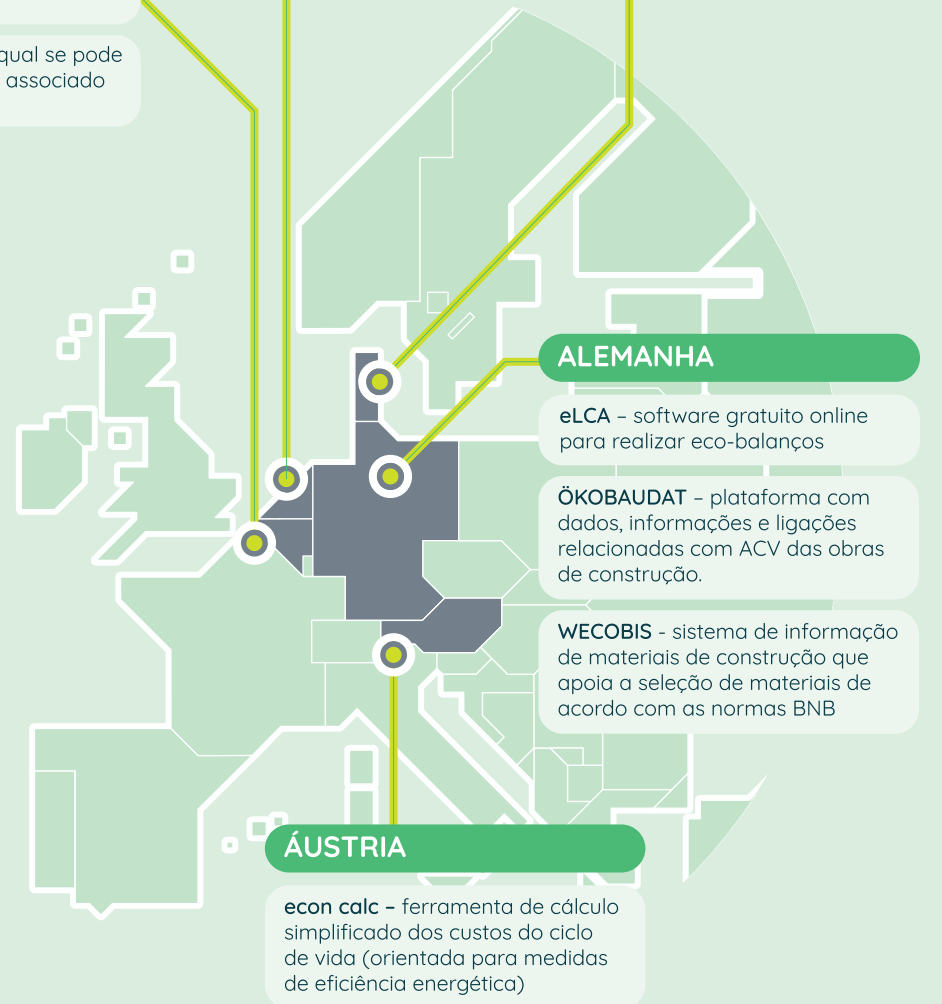 qual se pode
associado
ALEMANHA
eLCA – software gratuito online
para realizar eco-balanços
ÖKOBAUDAT – plataforma com
dados, informações e ligações
relacionadas com ACV das obras
de construção.
WECOBIS - sistema de informação
de materiais de construção que
apoia a seleção de materiais de
acordo com as normas BNB
ÁUSTRIA
econ calc – ferramenta de cálculo
simplificado dos custos do ciclo
de vida (orientada para medidas
de eficiência energética)